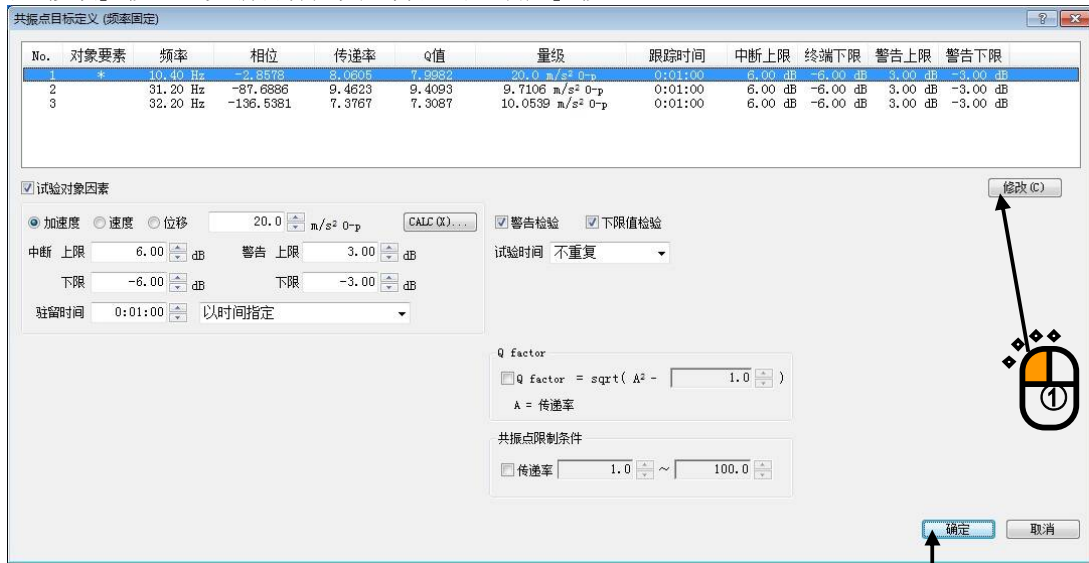 共振点目标定义 (频率固定)
No. 对象要素 频率 相位 传递率 Q值 量级 跟踪时间 中断上限 终端下限 警告上限 警告下限
1 * 10.40 Hz -2.8578 8.0605 7.9982 20.0 m/s² 0-p 0:01:00 6.00 dB -6.00 dB 3.00 dB -3.00 dB
2 31.20 Hz -87.6886 9.4623 9.4093 9.7106 m/s² 0-p 0:01:00 6.00 dB -6.00 dB 3.00 dB -3.00 dB
3 32.20 Hz -136.5381 7.3767 7.3087 10.0539 m/s² 0-p 0:01:00 6.00 dB -6.00 dB 3.00 dB -3.00 dB
试验对象因素 修改(C)
加速度 速度 位移 20.0 m/s² 0-p CALC(X)... 警告检验 下限值检验
中断 上限 6.00 dB 警告 上限 3.00 dB 试验时间 不重复
下限 -6.00 dB 下限 -3.00 dB
驻留时间 0:01:00 以时间指定
Q factor
Q factor = sqrt( A² - 1.0 )
A = 传递率
①
共振点限制条件
传递率 1.0 ~ 100.0
确定 取消